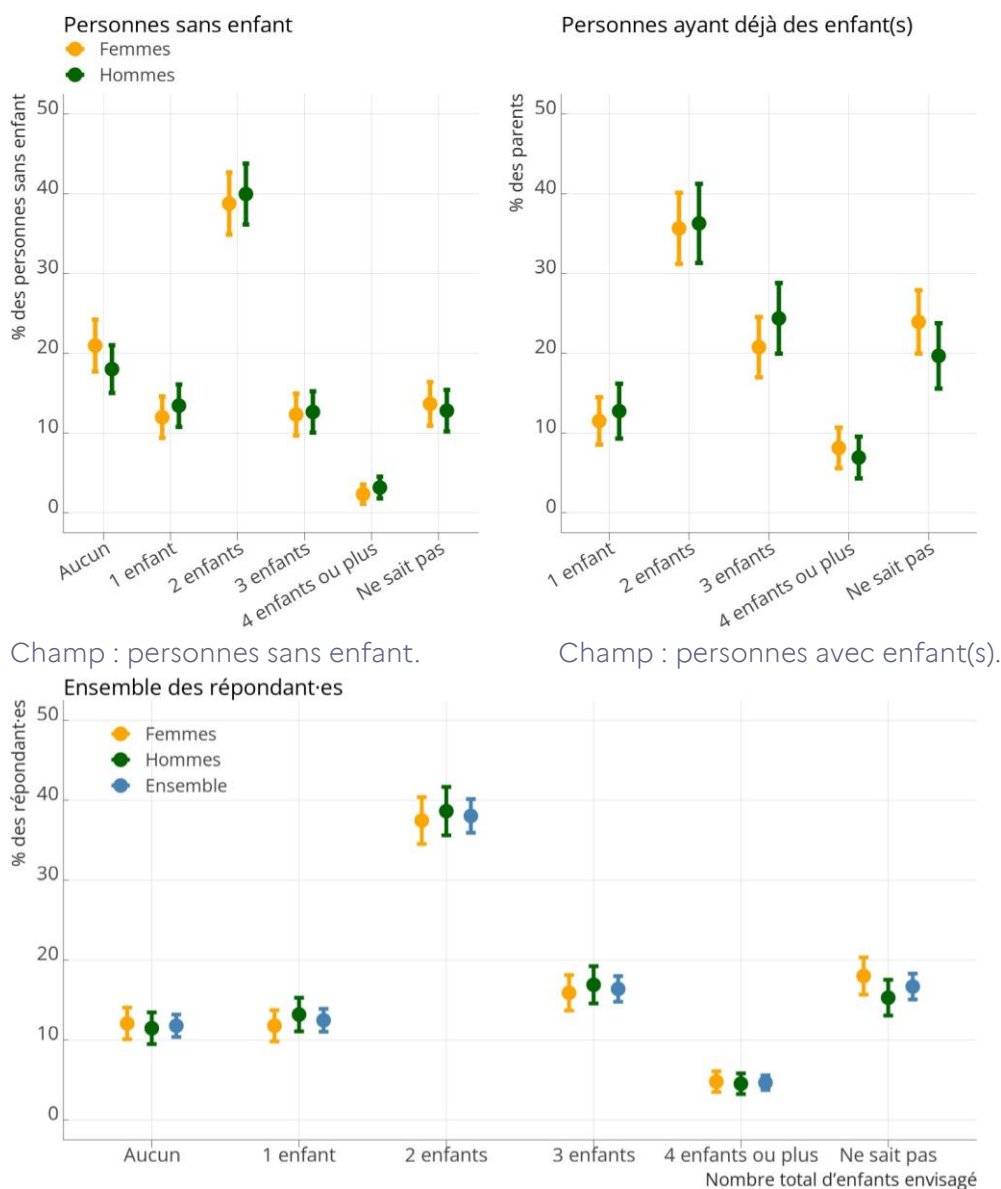 Personnes sans enfant
Femmes
Hommes
% des personnes sans enfant
50
40
30
20
10
0
Aucun
1 enfant
2 enfants
3 enfants
4 enfants ou plus
Ne sait pas
Champ : personnes sans enfant.
Personnes ayant déjà des enfant(s)
% des parents
50
40
30
20
10
0
1 enfant
2 enfants
3 enfants
4 enfants ou plus
Ne sait pas
Champ : personnes avec enfant(s).
Ensemble des répondant·es
Femmes
Hommes
Ensemble
% des répondant·es
50
40
30
20
10
0
Aucun
1 enfant
2 enfants
3 enfants
4 enfants ou plus
Ne sait pas
Nombre total d’enfants envisagé